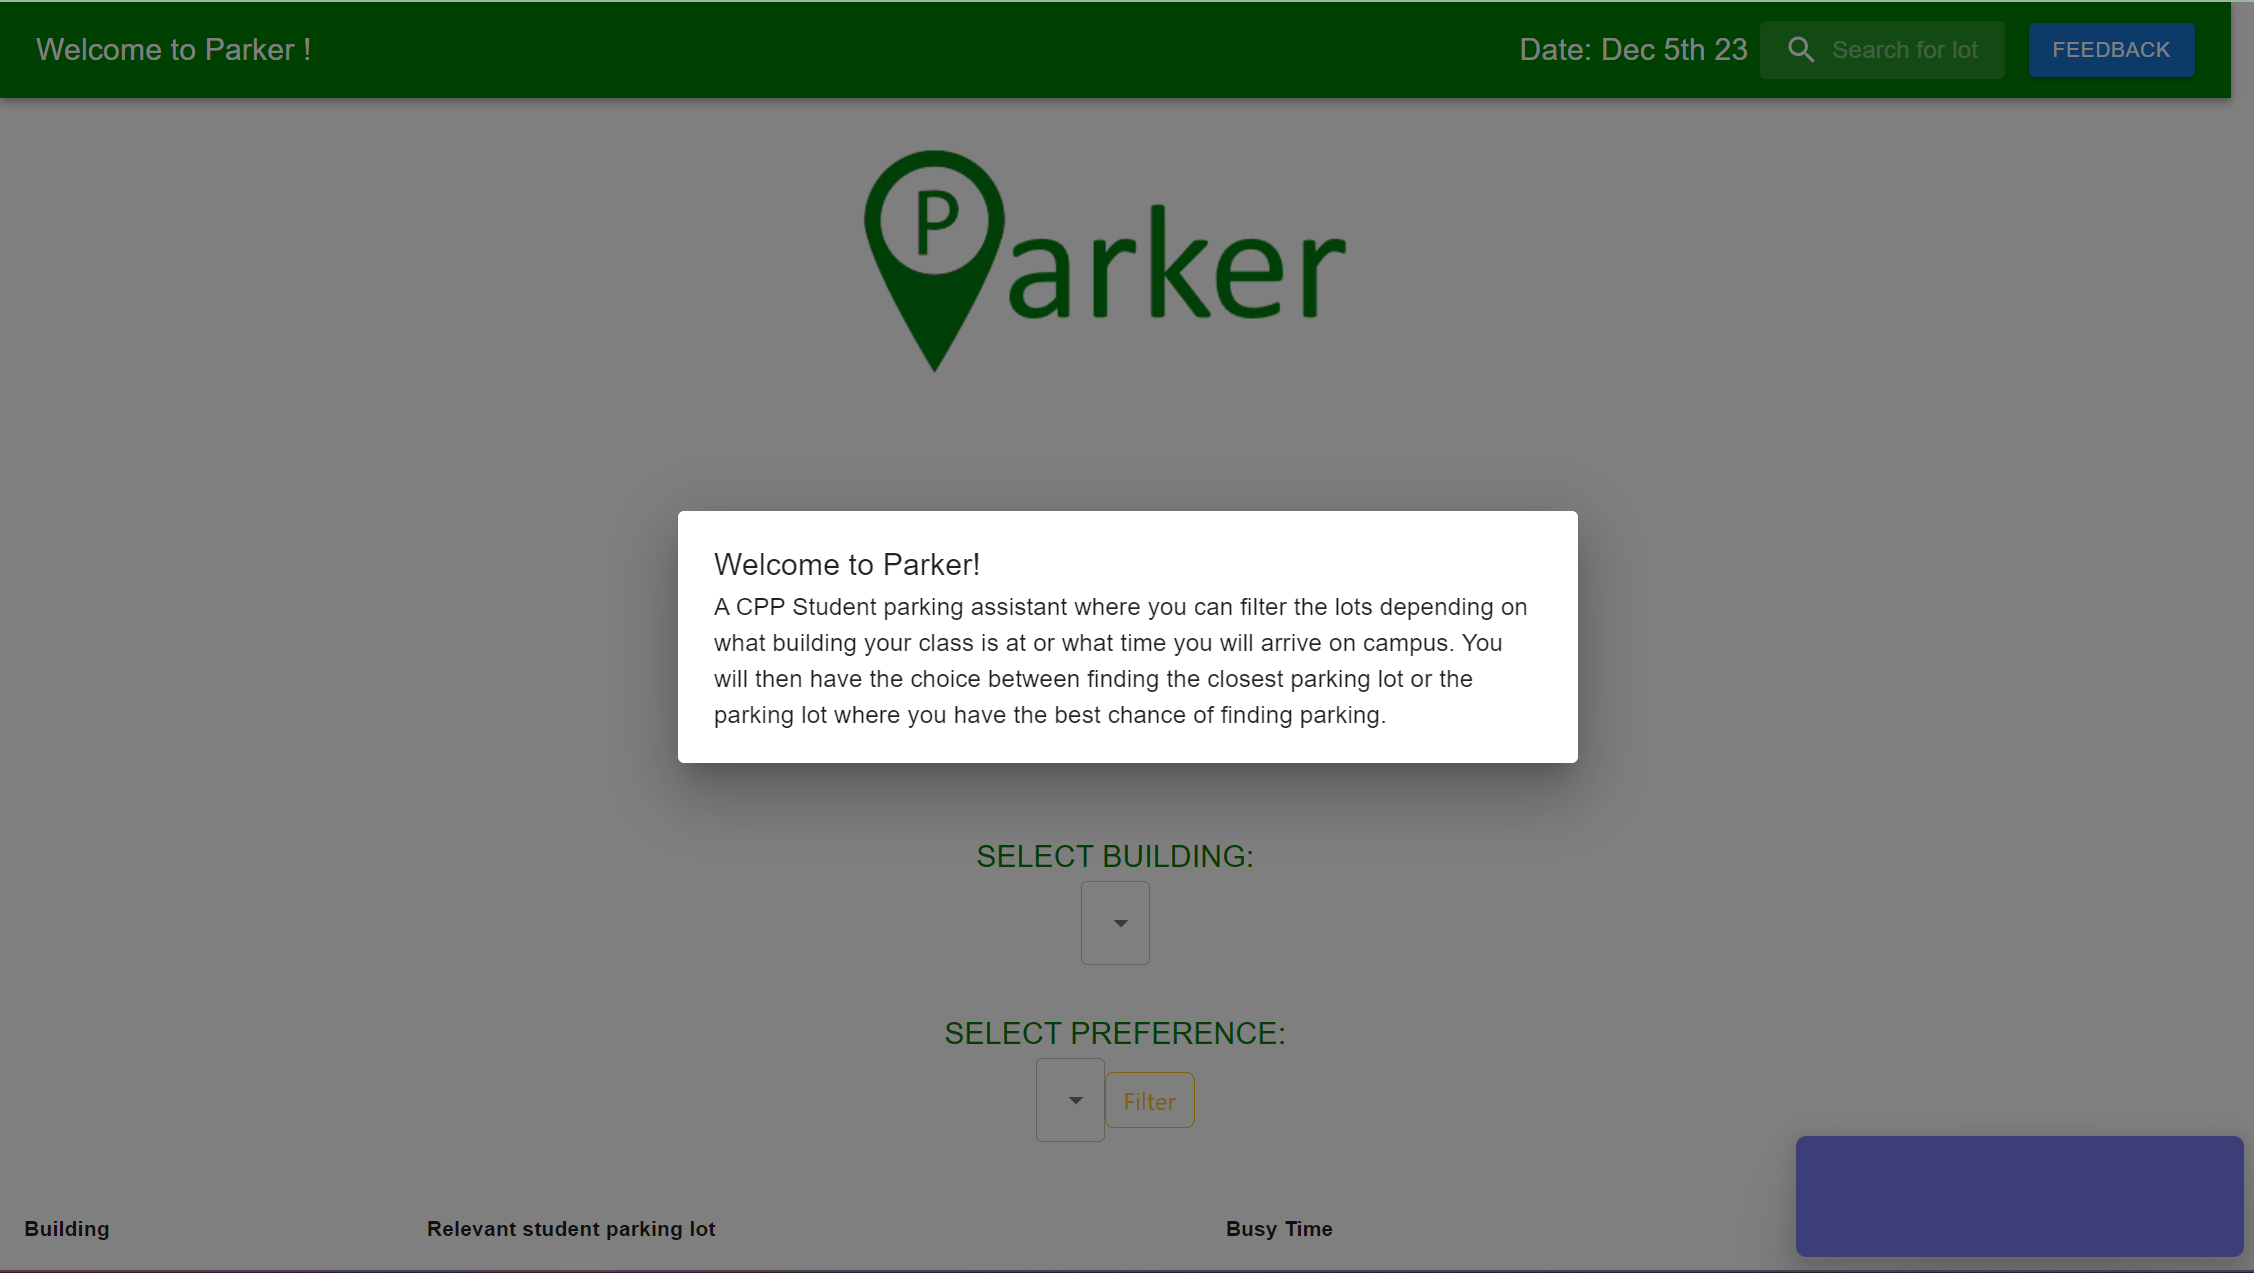 Welcome to Parker !
Date: Dec 5th 23
Search for lot
FEEDBACK
Parker
Welcome to Parker!
A CPP Student parking assistant where you can filter the lots depending on
what building your class is at or what time you will arrive on campus. You
will then have the choice between finding the closest parking lot or the
parking lot where you have the best chance of finding parking.
SELECT BUILDING:
SELECT PREFERENCE:
Filter
Building
Relevant student parking lot
Busy Time